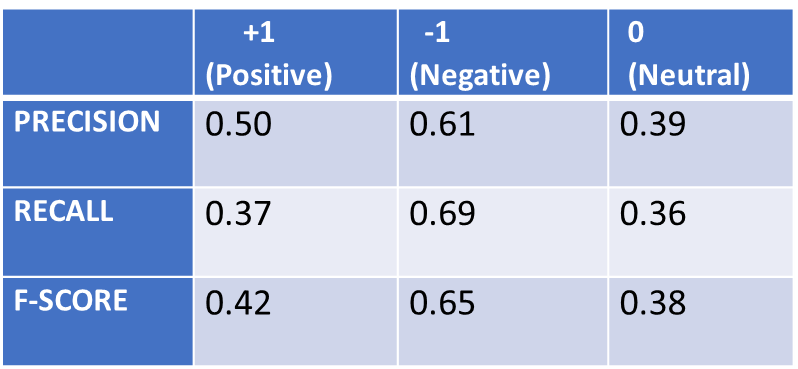 +1 -1 0
(Positive) (Negative) (Neutral)
PRECISION 0.50 0.61 0.39
RECALL 0.37 0.69 0.36
F-SCORE 0.42 0.65 0.38